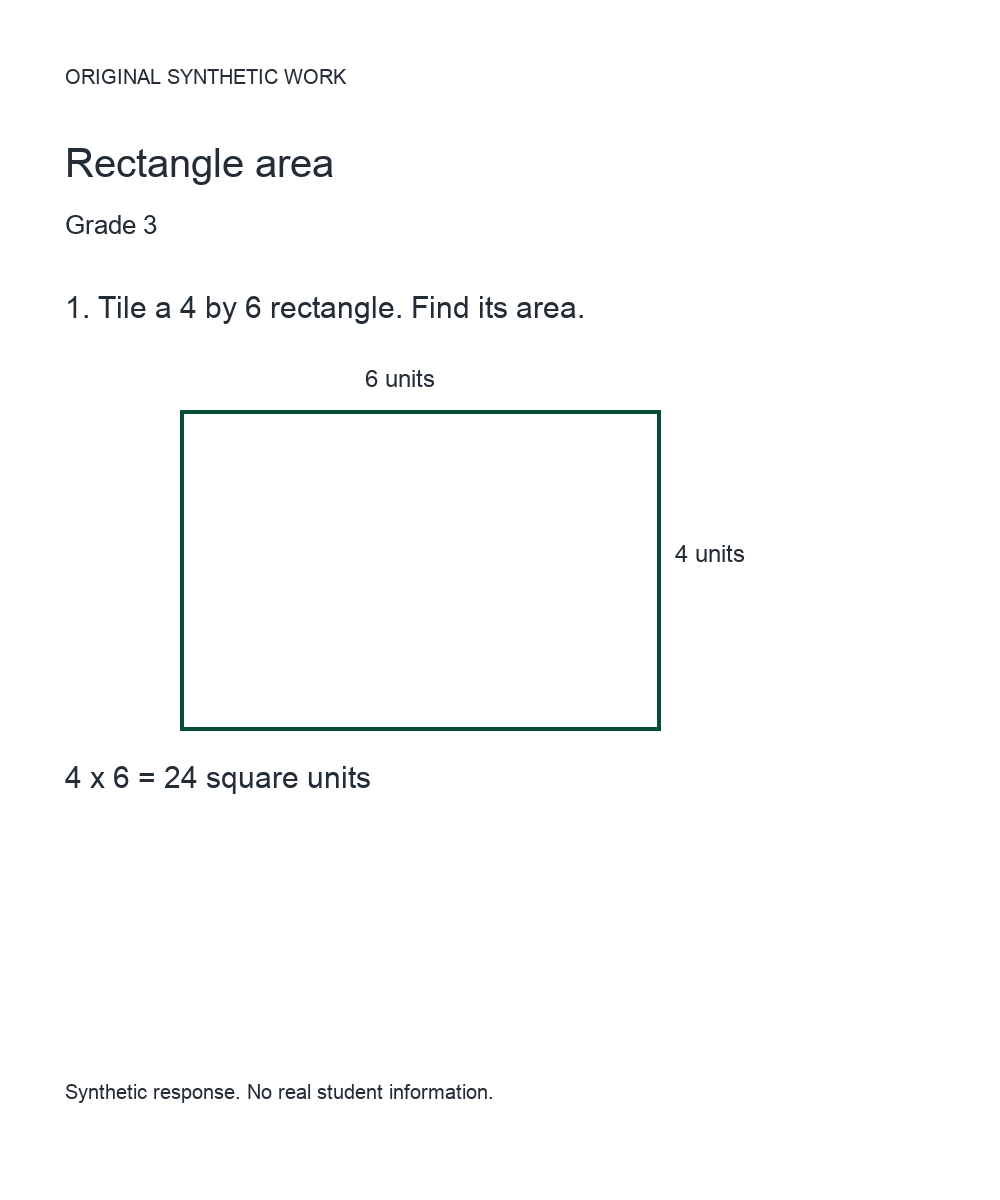 ORIGINAL SYNTHETIC WORK
Rectangle area
Grade 3
1. Tile a 4 by 6 rectangle. Find its area.
6 units
4 units
4 x 6 = 24 square units
Synthetic response. No real student information.